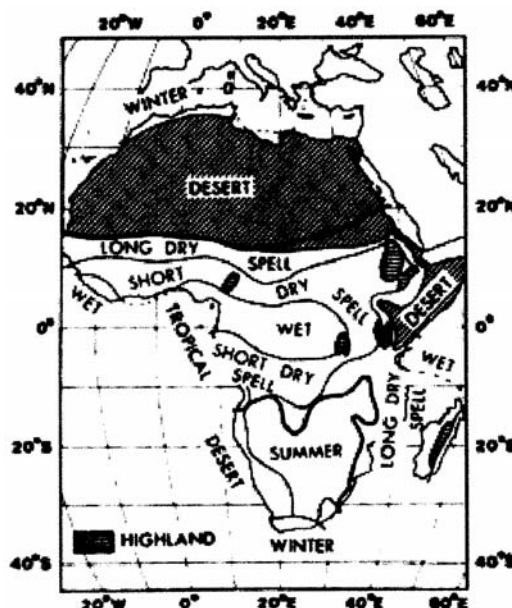 20°W 0° 20°E 40°E 60°E
40°N 40°N
WINTER
DESERT
20°N 20°N
LONG DRY SPELL
SHORT DRY SPELL
DESERT
WET
TROPICAL
WET
WET
0° 0°
SHORT DRY SPELL
LONG DRY SPELL
DESERT
SUMMER
20°S 20°S
HIGHLAND
WINTER
40°S 40°S
20°W 0° 20°E 40°E 60°E